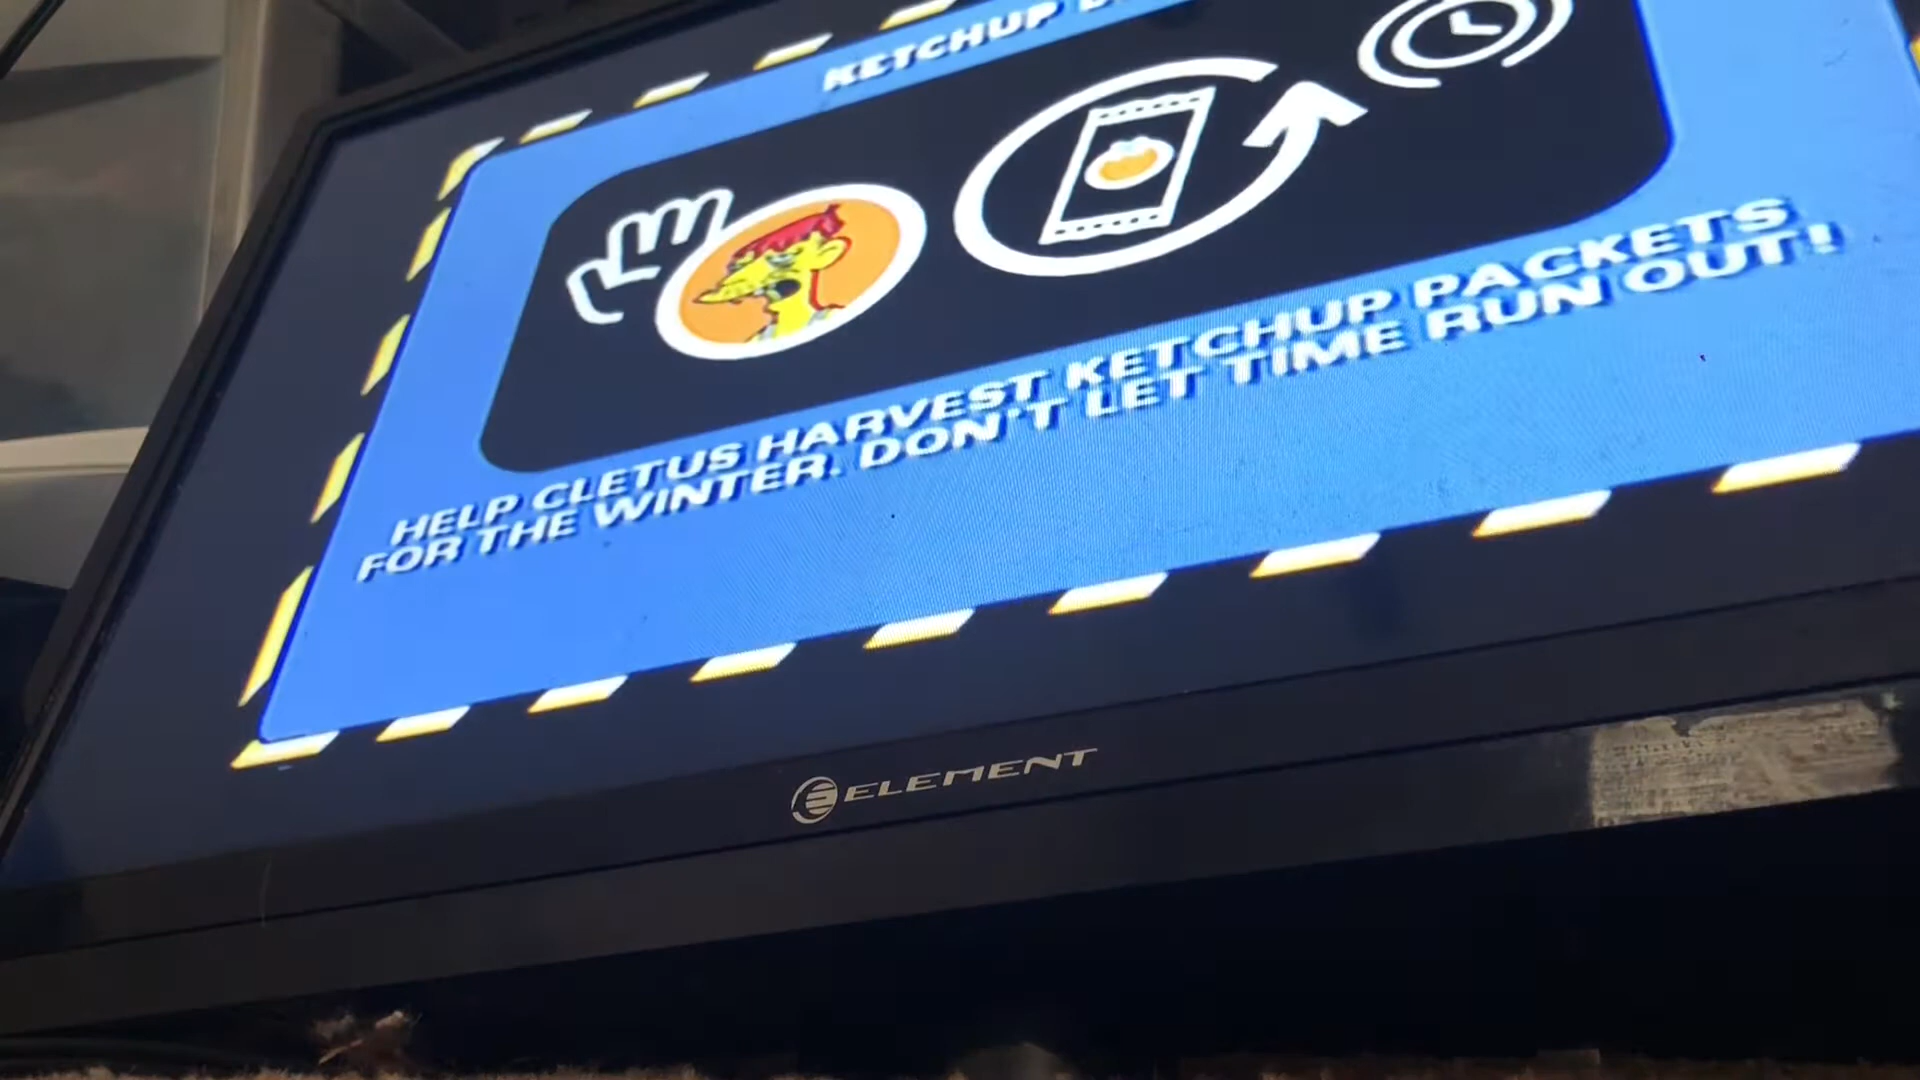 KETCHUP
HELP CLETUS HARVEST KETCHUP PACKETS
FOR THE WINTER. DON'T LET TIME RUN OUT!
ELEMENT